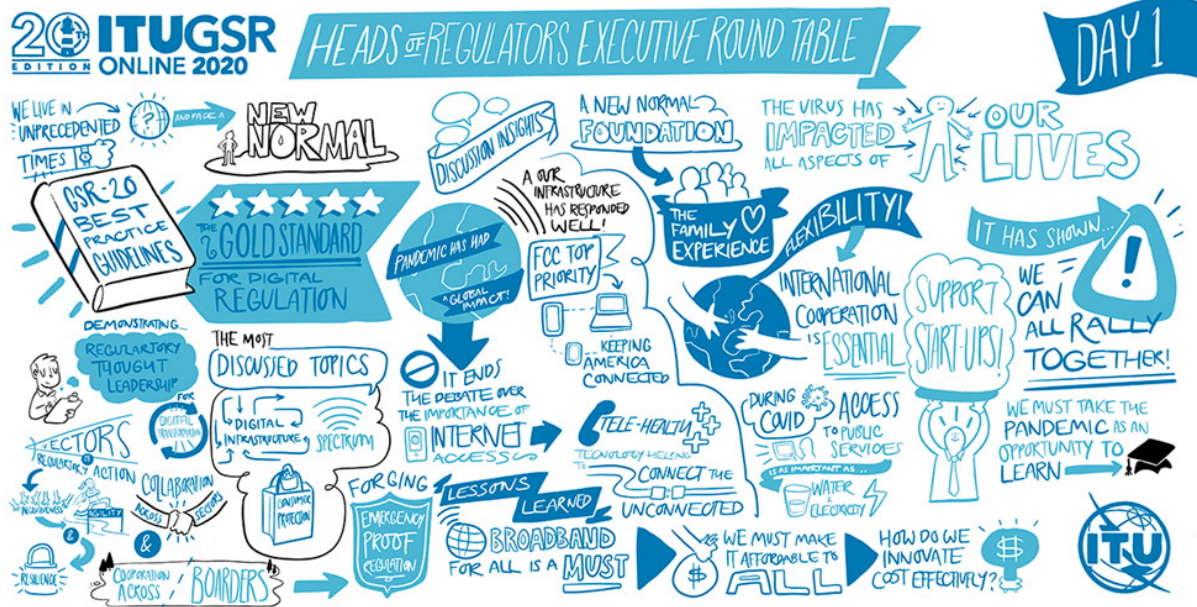 20TH EDITION
ITUGSR
ONLINE 2020
HEADS OF REGULATORS EXECUTIVE ROUND TABLE
DAY 1
WE LIVE IN
UNPRECEDENTED
TIMES
?
AND FACE A
NEW
NORMAL
GSR-20
BEST
PRACTICE
GUIDELINES
THE
GOLD STANDARD
FOR DIGITAL
REGULATION
DEMONSTRATING...
REGULARTORY
THOUGHT
LEADERSHIP
FOR
DIGITAL
TRANSFORMATION
VECTORS
OF
REGULARTORY ACTION
INCLUSIVENESS
AGILITY
&
RESILIENCE
COLLABORATION
ACROSS
SECTORS
&
COOPORATION
ACROSS
BOARDERS
THE MOST
DISCUSSED TOPICS
DIGITAL
INFRASTRUCTURE
SPECTRUM
CONSUMER
PROTECTION
FORGING
EMERGENCY
PROOF
REGULATION
DISCUSSION INSIGHTS
PANDEMIC HAS HAD
A GLOBAL
IMPACT!
IT ENDS
THE DEBATE OVER
THE IMPORTANCE OF
INTERNET
ACCESS
A OUR
INFRASTRUCTURE
HAS RESPONDED
WELL!
FCC TOP
PRIORITY
KEEPING
AMERICA
CONNECTED
TELE-HEALTH
TECNOLOGY HELPING
TO
CONNECT THE
UNCONNECTED
LESSONS
LEARNED
BROADBAND
FOR ALL IS A MUST
WE MUST MAKE
IT AFFORDABLE TO
ALL
$
HOW DO WE
INNOVATE
COST EFFECTIVELY?
$
A NEW NORMAL
FOUNDATION
THE
FAMILY
EXPERIENCE
FLEXIBILITY!
INTERNATIONAL
COOPERATION
IS ESSENTIAL
DURING
COVID
ACCESS
TO PUBLIC
SERVICES
IS AS IMPORTANT AS...
WATER
&
ELECTRICITY
THE VIRUS HAS
IMPACTED
ALL ASPECTS OF
OUR
LIVES
SUPPORT
START-UPS!
IT HAS SHOWN...
!
WE
CAN
ALL RALLY
TOGETHER!
WE MUST TAKE THE
PANDEMIC AS AN
OPPORTUNITY TO
LEARN
ITU